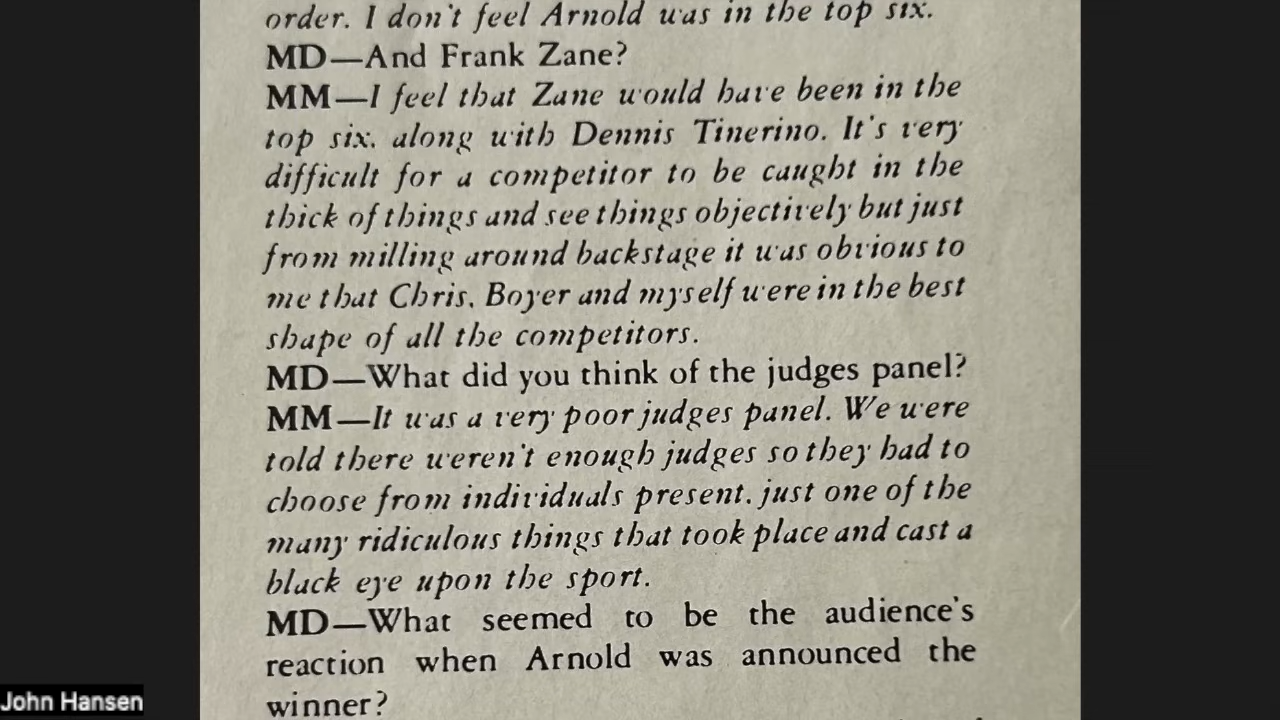 order. I don't feel Arnold was in the top six.
MD—And Frank Zane?
MM—I feel that Zane would have been in the
top six, along with Dennis Tinerino. It's very
difficult for a competitor to be caught in the
thick of things and see things objectively but just
from milling around backstage it was obvious to
me that Chris, Boyer and myself were in the best
shape of all the competitors.
MD—What did you think of the judges panel?
MM—It was a very poor judges panel. We were
told there weren't enough judges so they had to
choose from individuals present, just one of the
many ridiculous things that took place and cast a
black eye upon the sport.
MD—What seemed to be the audience's
reaction when Arnold was announced the
winner?
John Hansen